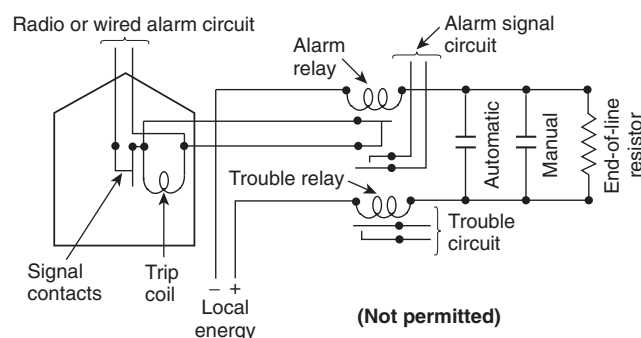 Radio or wired alarm circuit
Alarm signal
circuit
Alarm
relay
Automatic
Manual
End-of-line
resistor
Trouble relay
Trouble
circuit
Signal
contacts
Trip
coil
– +
Local
energy
(Not permitted)